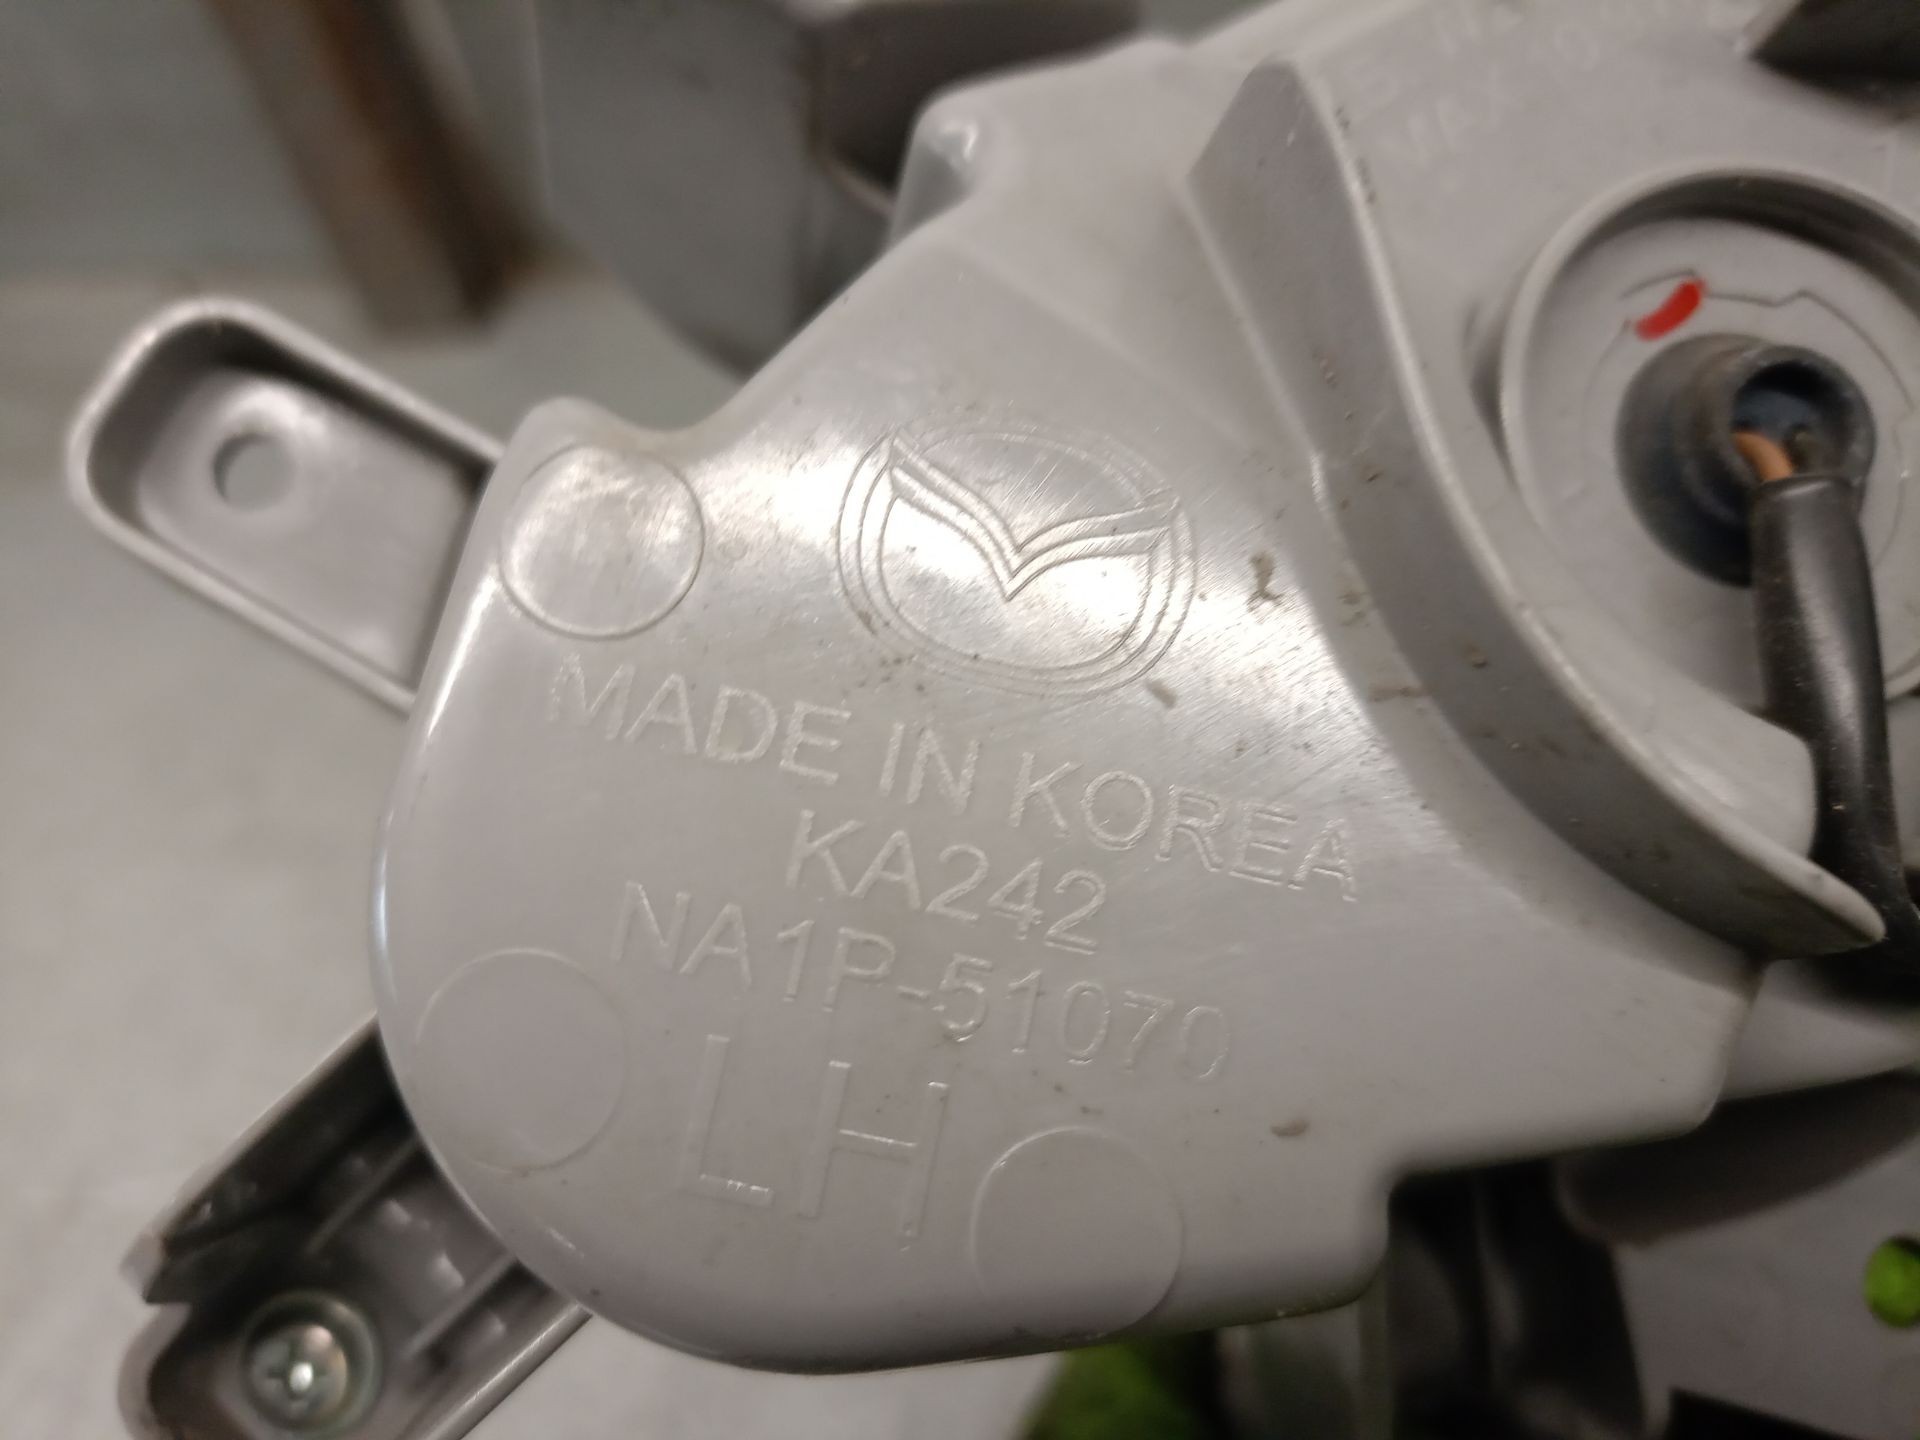 MADE IN KOREA
KA242
NA1P-51070
LH